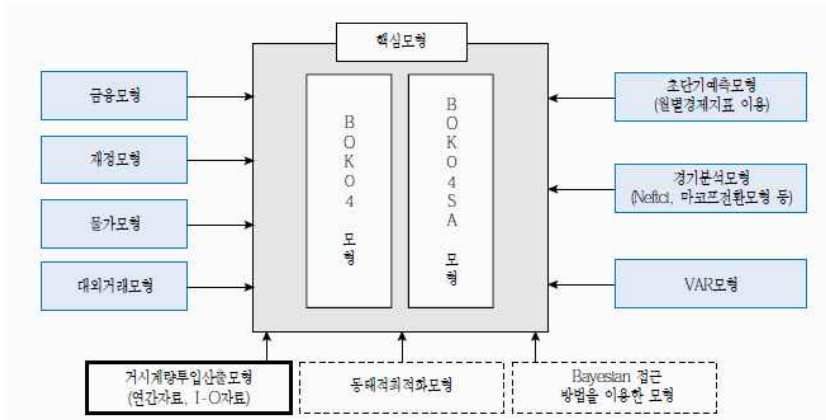 핵심모형
금융모형
재정모형
물가모형
대외거래모형
BOK04 모형
BOK04SA 모형
초단기예측모형
(월별경제지표 이용)
경기분석모형
(Neftci, 마코프전환모형 등)
VAR모형
거시계량투입산출모형
(연간자료, I-O자료)
동태적최적화모형
Bayesian 접근
방법을 이용한 모형